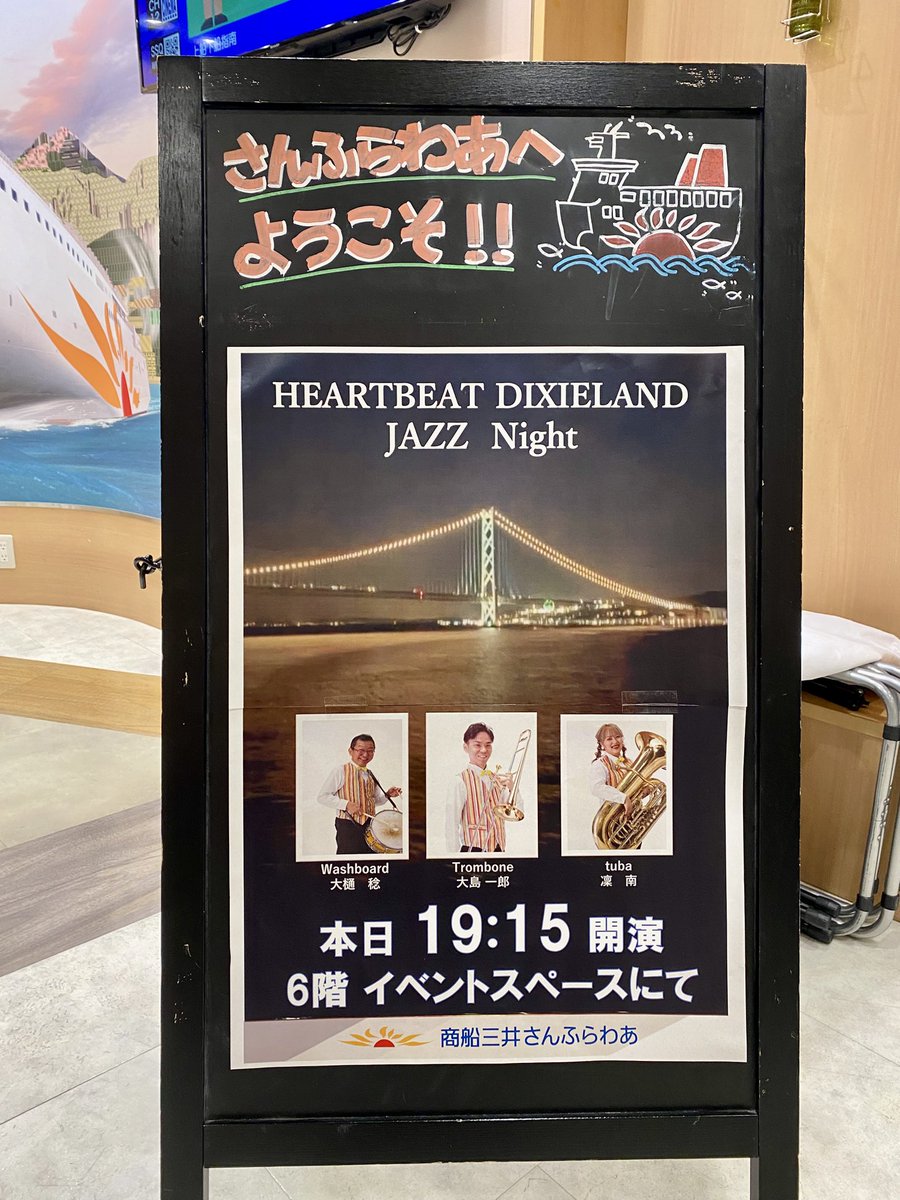 さんふらわあへ
ようこそ!!
HEARTBEAT DIXIELAND
JAZZ Night
Washboard
大樋 稔
Trombone
大島 一郎
tuba
凜 南
本日 19:15 開演
6階 イベントスペースにて
商船三井さんふらわあ